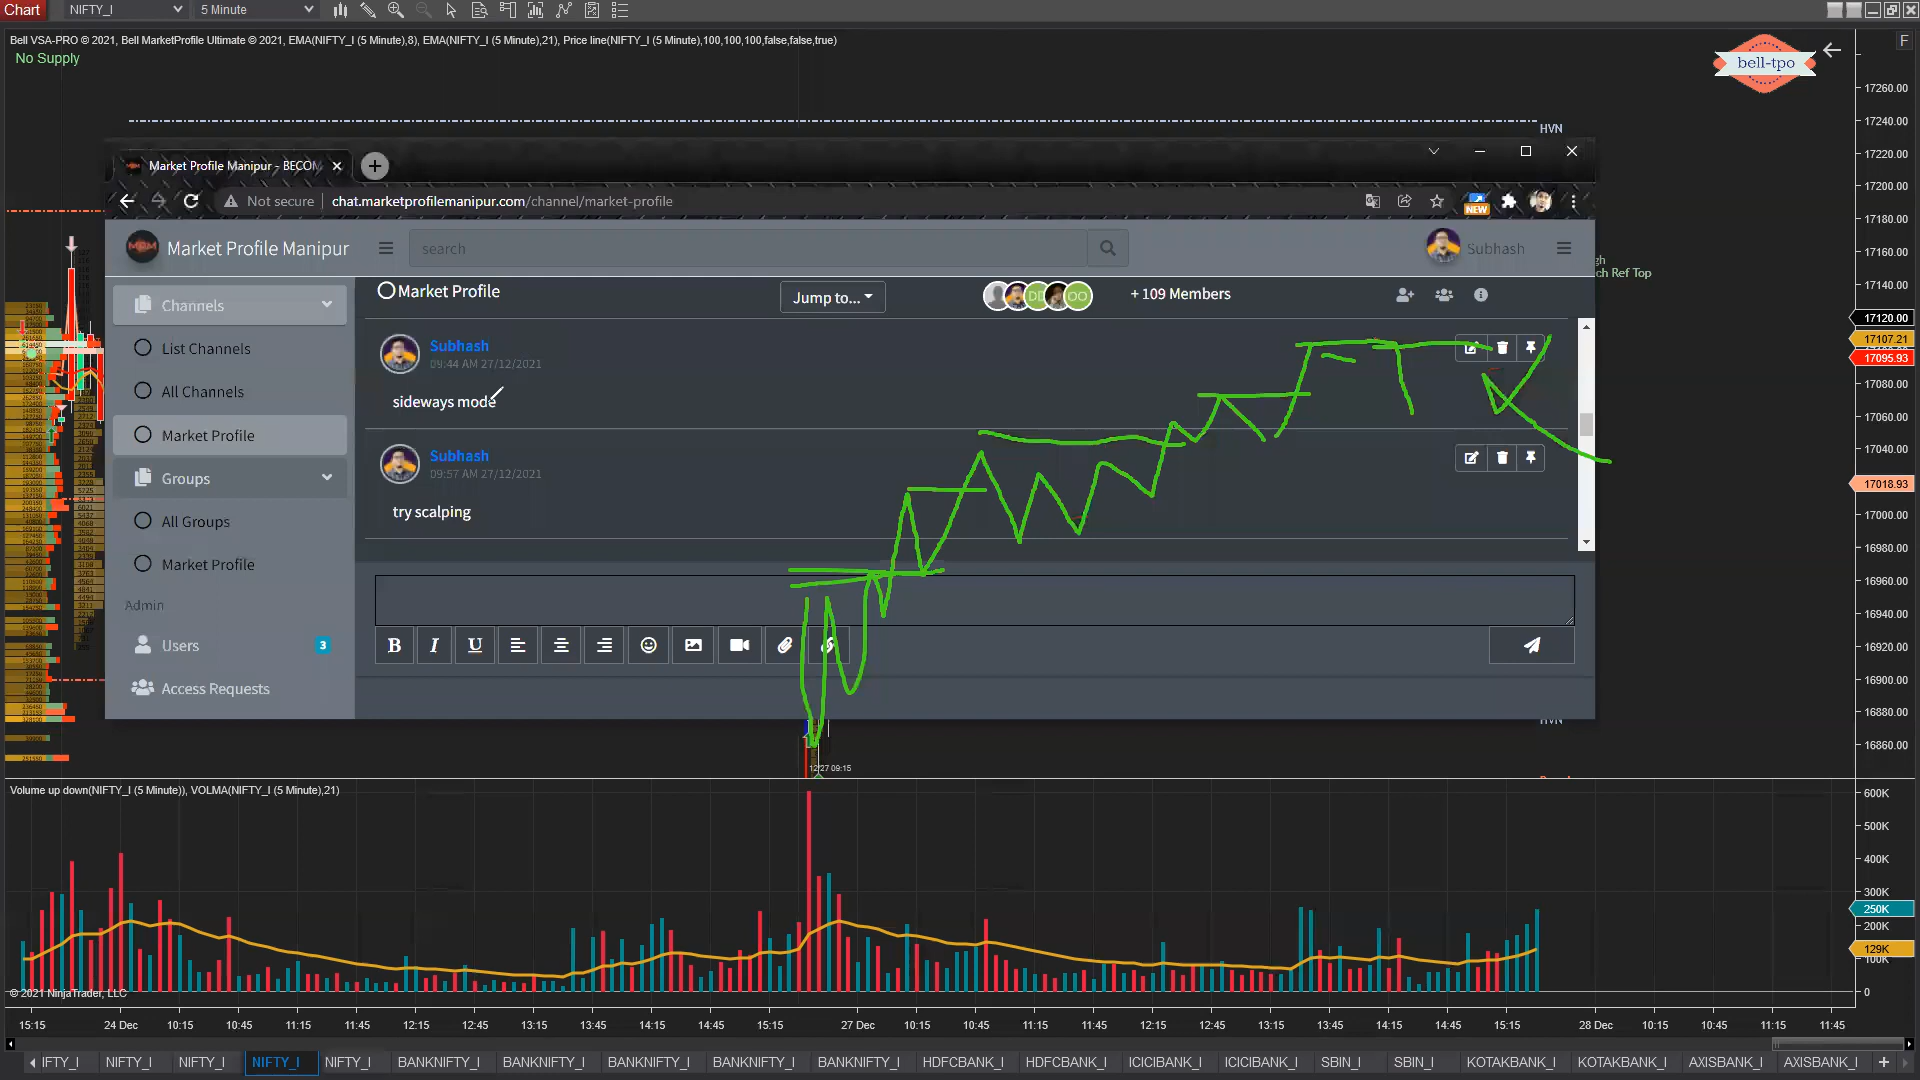 Chart NIFTY_I 5 Minute
Bell VSA-PRO © 2021, Bell MarketProfile Ultimate © 2021, EMA(NIFTY_I (5 Minute),8), EMA(NIFTY_I (5 Minute),21), Price line(NIFTY_I (5 Minute),100,100,100,false,false,true)
F
No Supply
bell-tpo
HVN
Market Profile Manipur - BECOM
Not secure chat.marketprofilemanipur.com/channel/market-profile
NEW
Market Profile Manipur
search
Subhash
Channels
List Channels
All Channels
Market Profile
Groups
All Groups
Market Profile
Admin
Users 3
Access Requests
Market Profile
Jump to...
+ 109 Members
Subhash
09:44 AM 27/12/2021
sideways mode
Subhash
09:57 AM 27/12/2021
try scalping
B I U
ch Ref Top
HVN
12/27 09:15
17260.00
17240.00
17220.00
17200.00
17180.00
17160.00
17140.00
17120.00
17107.21
17095.93
17080.00
17060.00
17040.00
17018.93
17000.00
16980.00
16960.00
16940.00
16920.00
16900.00
16880.00
16860.00
Volume up down(NIFTY_I (5 Minute)), VOLMA(NIFTY_I (5 Minute),21)
600K
500K
400K
300K
250K
200K
129K
100K
0
© 2021 NinjaTrader, LLC
15:15 24 Dec 10:15 10:45 11:15 11:45 12:15 12:45 13:15 13:45 14:15 14:45 15:15 27 Dec 10:15 10:45 11:15 11:45 12:15 12:45 13:15 13:45 14:15 14:45 15:15 28 Dec 10:15 10:45 11:15 11:45
IFTY_I NIFTY_I NIFTY_I NIFTY_I NIFTY_I BANKNIFTY_I BANKNIFTY_I BANKNIFTY_I BANKNIFTY_I BANKNIFTY_I HDFCBANK_I HDFCBANK_I ICICIBANK_I ICICIBANK_I SBIN_I SBIN_I KOTAKBANK_I KOTAKBANK_I AXISBANK_I AXISBANK_I +